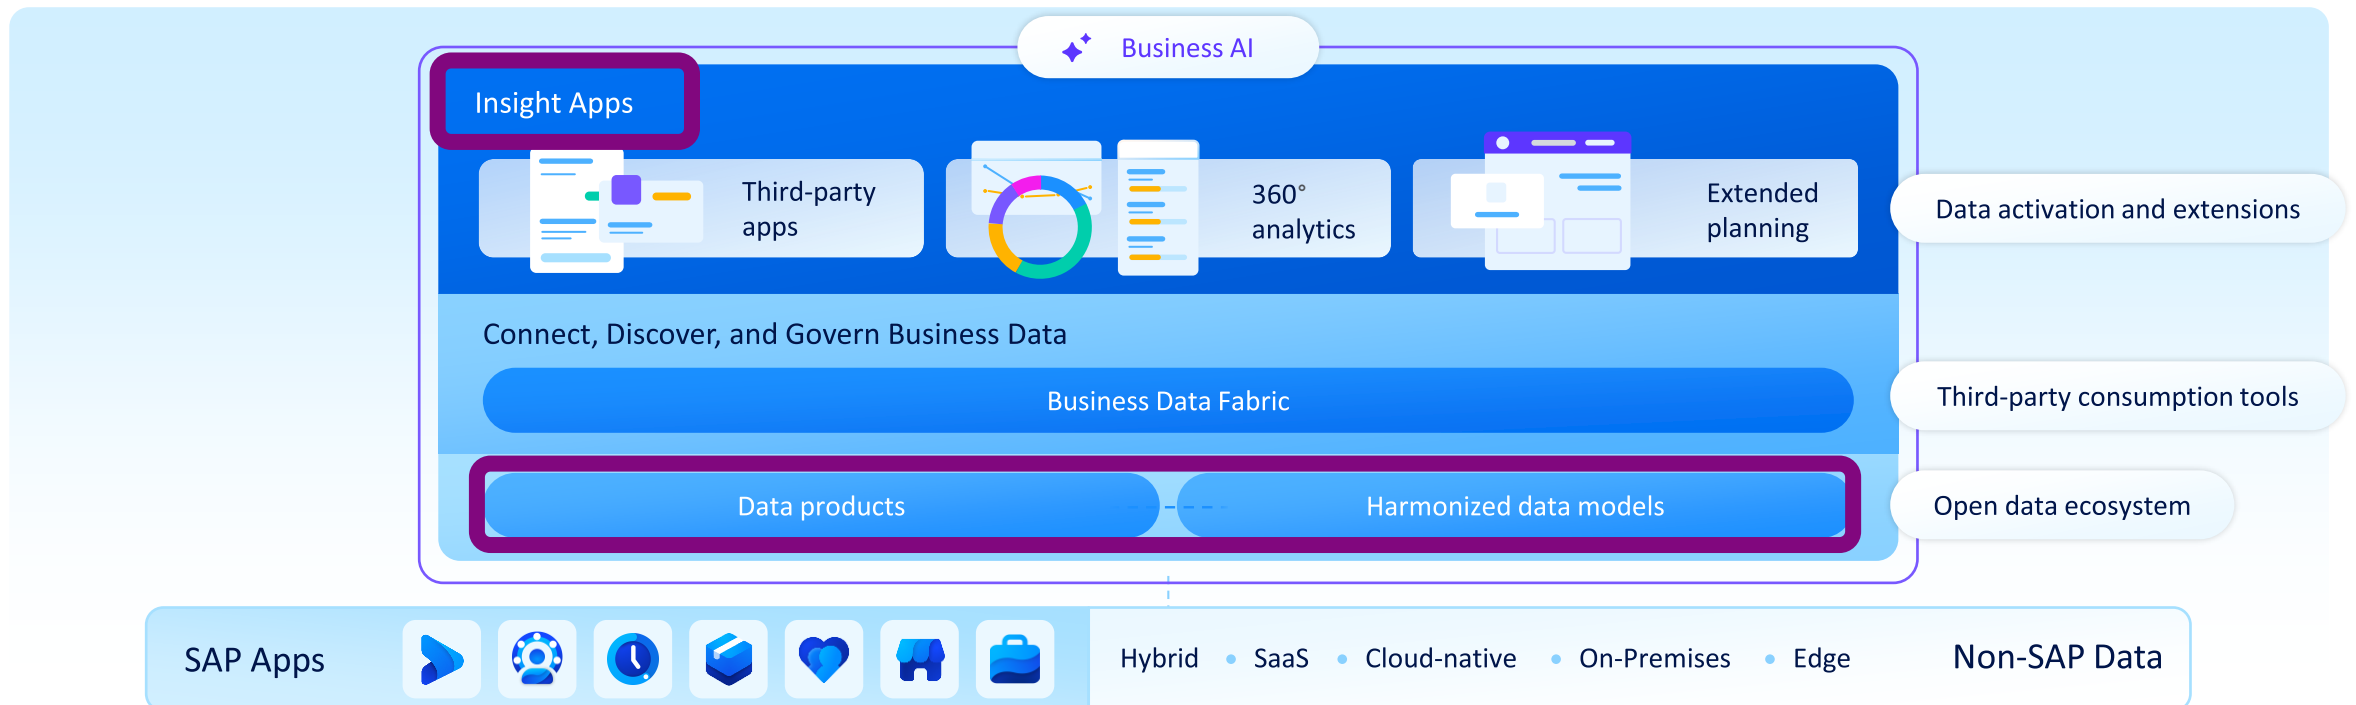 Business AI
Insight Apps
Third-party
apps
360°
analytics
Extended
planning
Data activation and extensions
Connect, Discover, and Govern Business Data
Business Data Fabric
Third-party consumption tools
Data products
Harmonized data models
Open data ecosystem
SAP Apps
Hybrid • SaaS • Cloud-native • On-Premises • Edge
Non-SAP Data